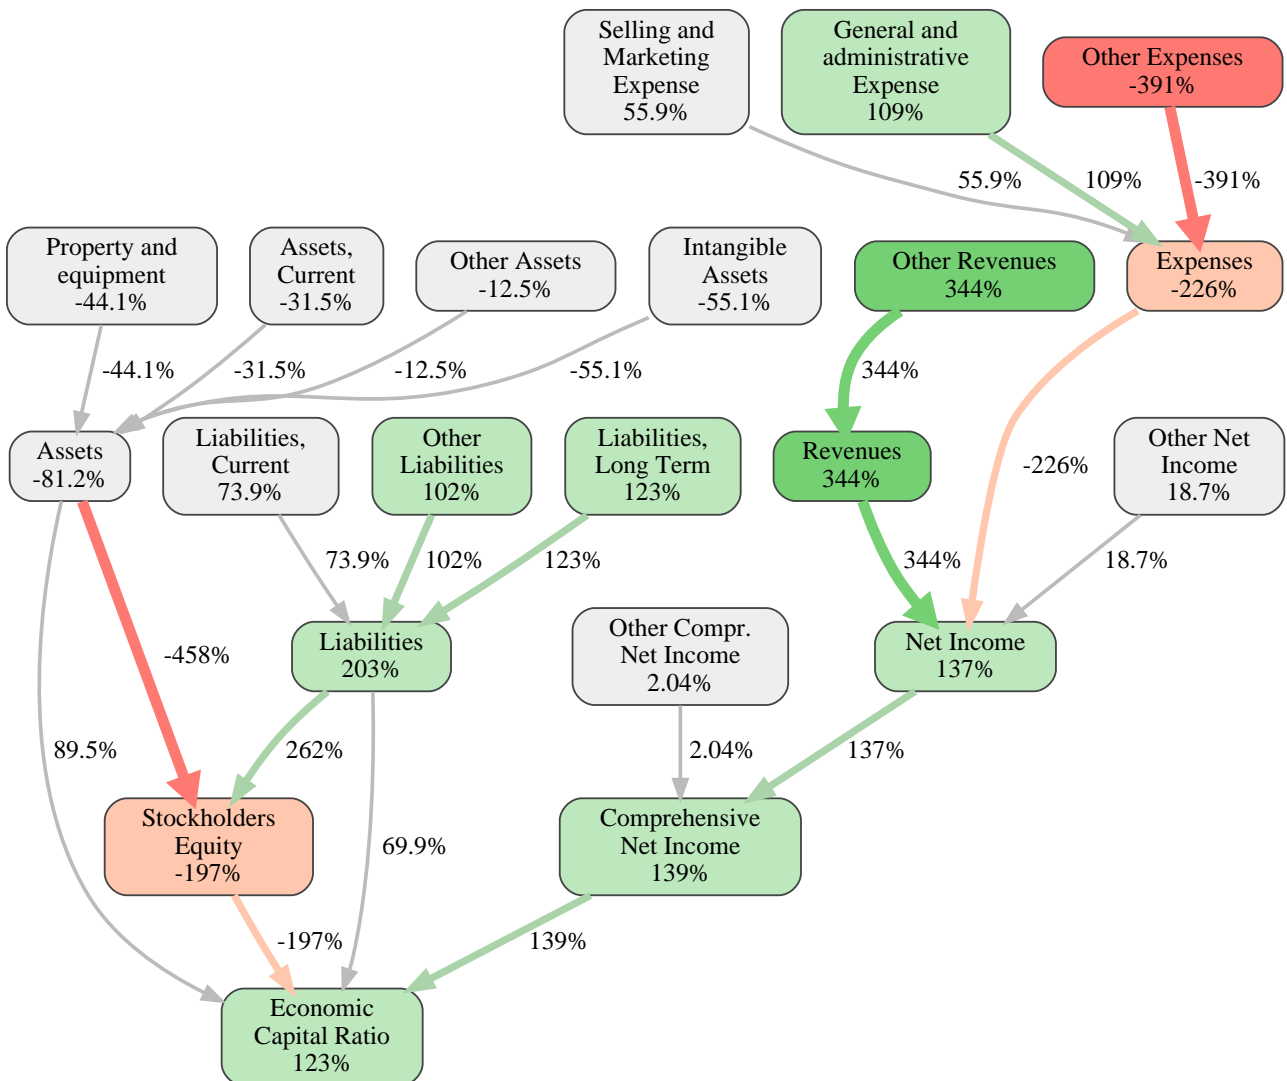 Selling and
Marketing
Expense
55.9%
General and
administrative
Expense
109%
Other Expenses
-391%
55.9%
109%
-391%
Property and
equipment
-44.1%
Assets,
Current
-31.5%
Other Assets
-12.5%
Intangible
Assets
-55.1%
Other Revenues
344%
Expenses
-226%
-44.1%
-31.5%
-12.5%
-55.1%
344%
-226%
Assets
-81.2%
Liabilities,
Current
73.9%
Other
Liabilities
102%
Liabilities,
Long Term
123%
Revenues
344%
Other Net
Income
18.7%
73.9%
102%
123%
344%
18.7%
-458%
Liabilities
203%
Other Compr.
Net Income
2.04%
Net Income
137%
89.5%
262%
2.04%
137%
Stockholders
Equity
-197%
69.9%
Comprehensive
Net Income
139%
-197%
139%
Economic
Capital Ratio
123%